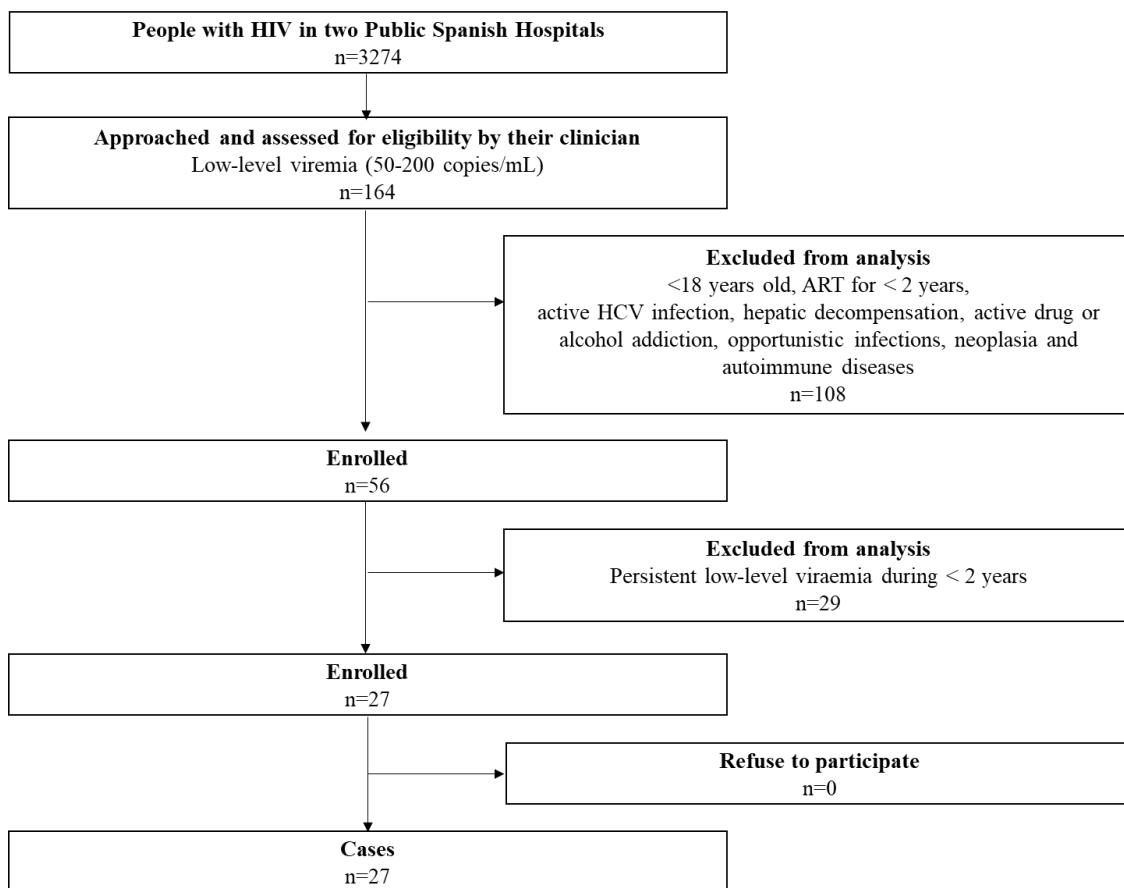 People with HIV in two Public Spanish Hospitals
n=3274
Approached and assessed for eligibility by their clinician
Low-level viremia (50-200 copies/mL)
n=164
Excluded from analysis
<18 years old, ART for < 2 years,
active HCV infection, hepatic decompensation, active drug or
alcohol addiction, opportunistic infections, neoplasia and
autoimmune diseases
n=108
Enrolled
n=56
Excluded from analysis
Persistent low-level viraemia during < 2 years
n=29
Enrolled
n=27
Refuse to participate
n=0
Cases
n=27